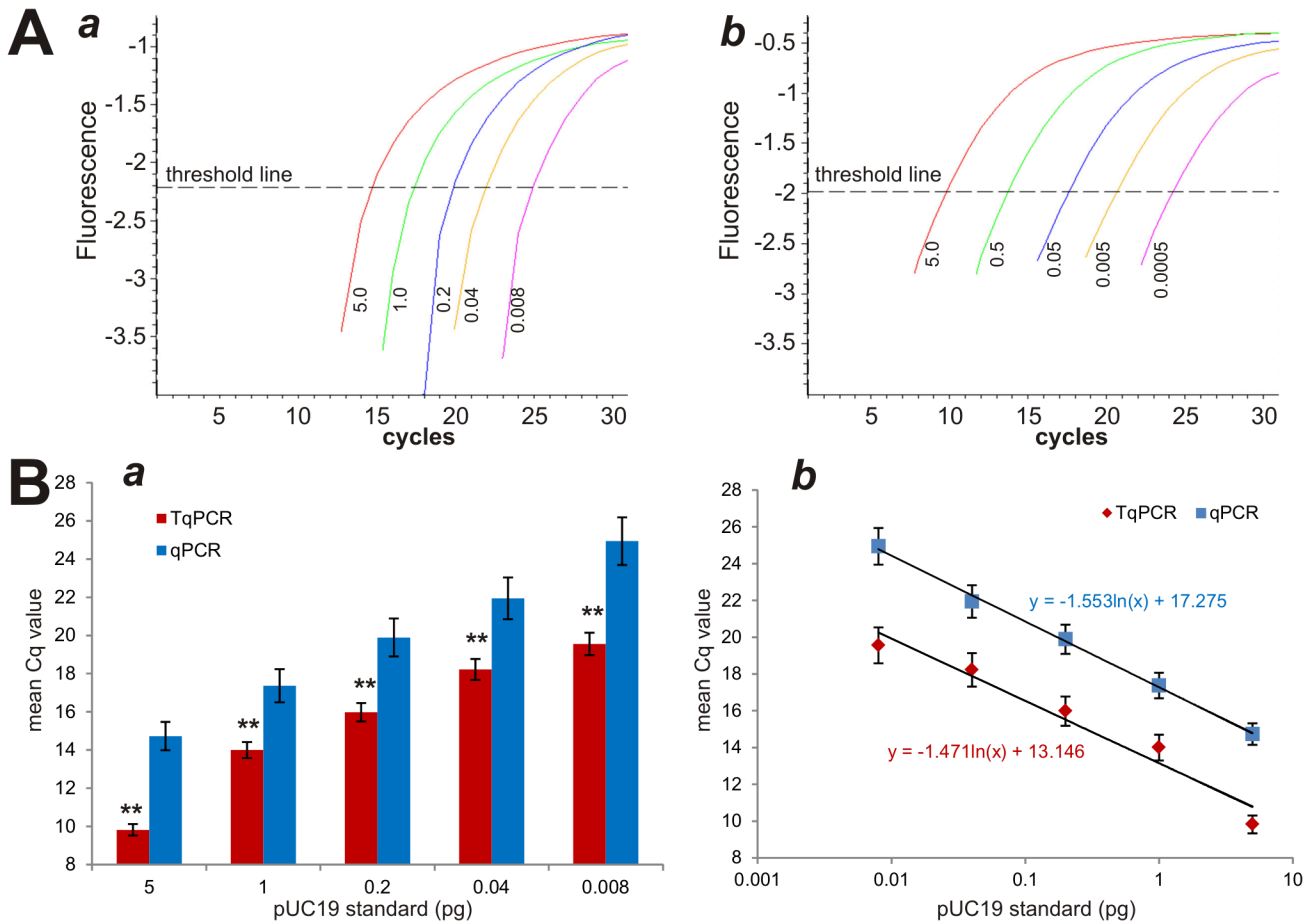 A
a
Fluorescence
-1
-1.5
-2
-2.5
-3
-3.5
threshold line
5.0
1.0
0.2
0.04
0.008
5 10 15 20 25 30
cycles
b
Fluorescence
-0.5
-1
-1.5
-2
-2.5
-3
-3.5
threshold line
5.0
0.5
0.05
0.005
0.0005
5 10 15 20 25 30
cycles
B
a
mean Cq value
28
26
24
22
20
18
16
14
12
10
8
TqPCR
qPCR
**
**
**
**
**
5 1 0.2 0.04 0.008
pUC19 standard (pg)
b
mean Cq value
28
26
24
22
20
18
16
14
12
10
8
TqPCR qPCR
y = -1.553ln(x) + 17.275
y = -1.471ln(x) + 13.146
0.001 0.01 0.1 1 10
pUC19 standard (pg)